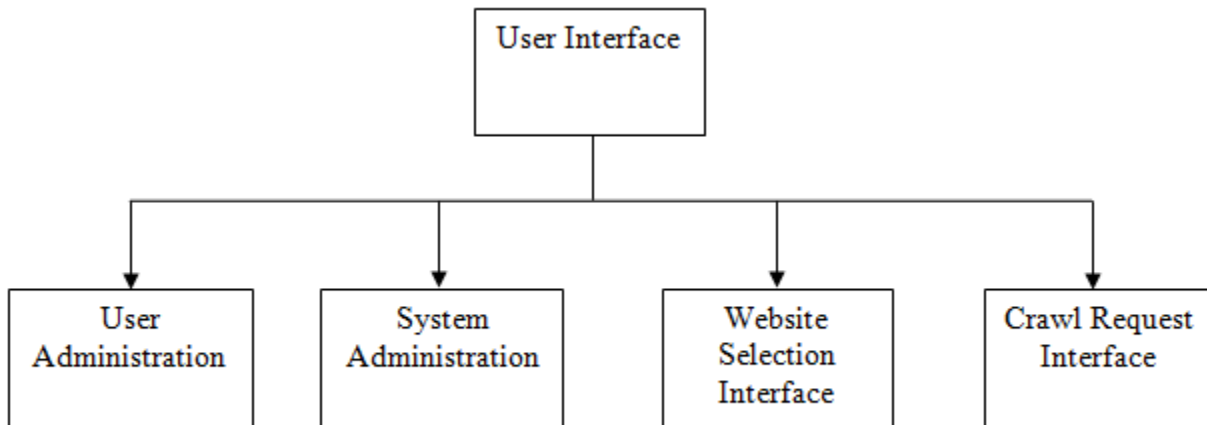 User Interface
User
Administration
System
Administration
Website
Selection
Interface
Crawl Request
Interface